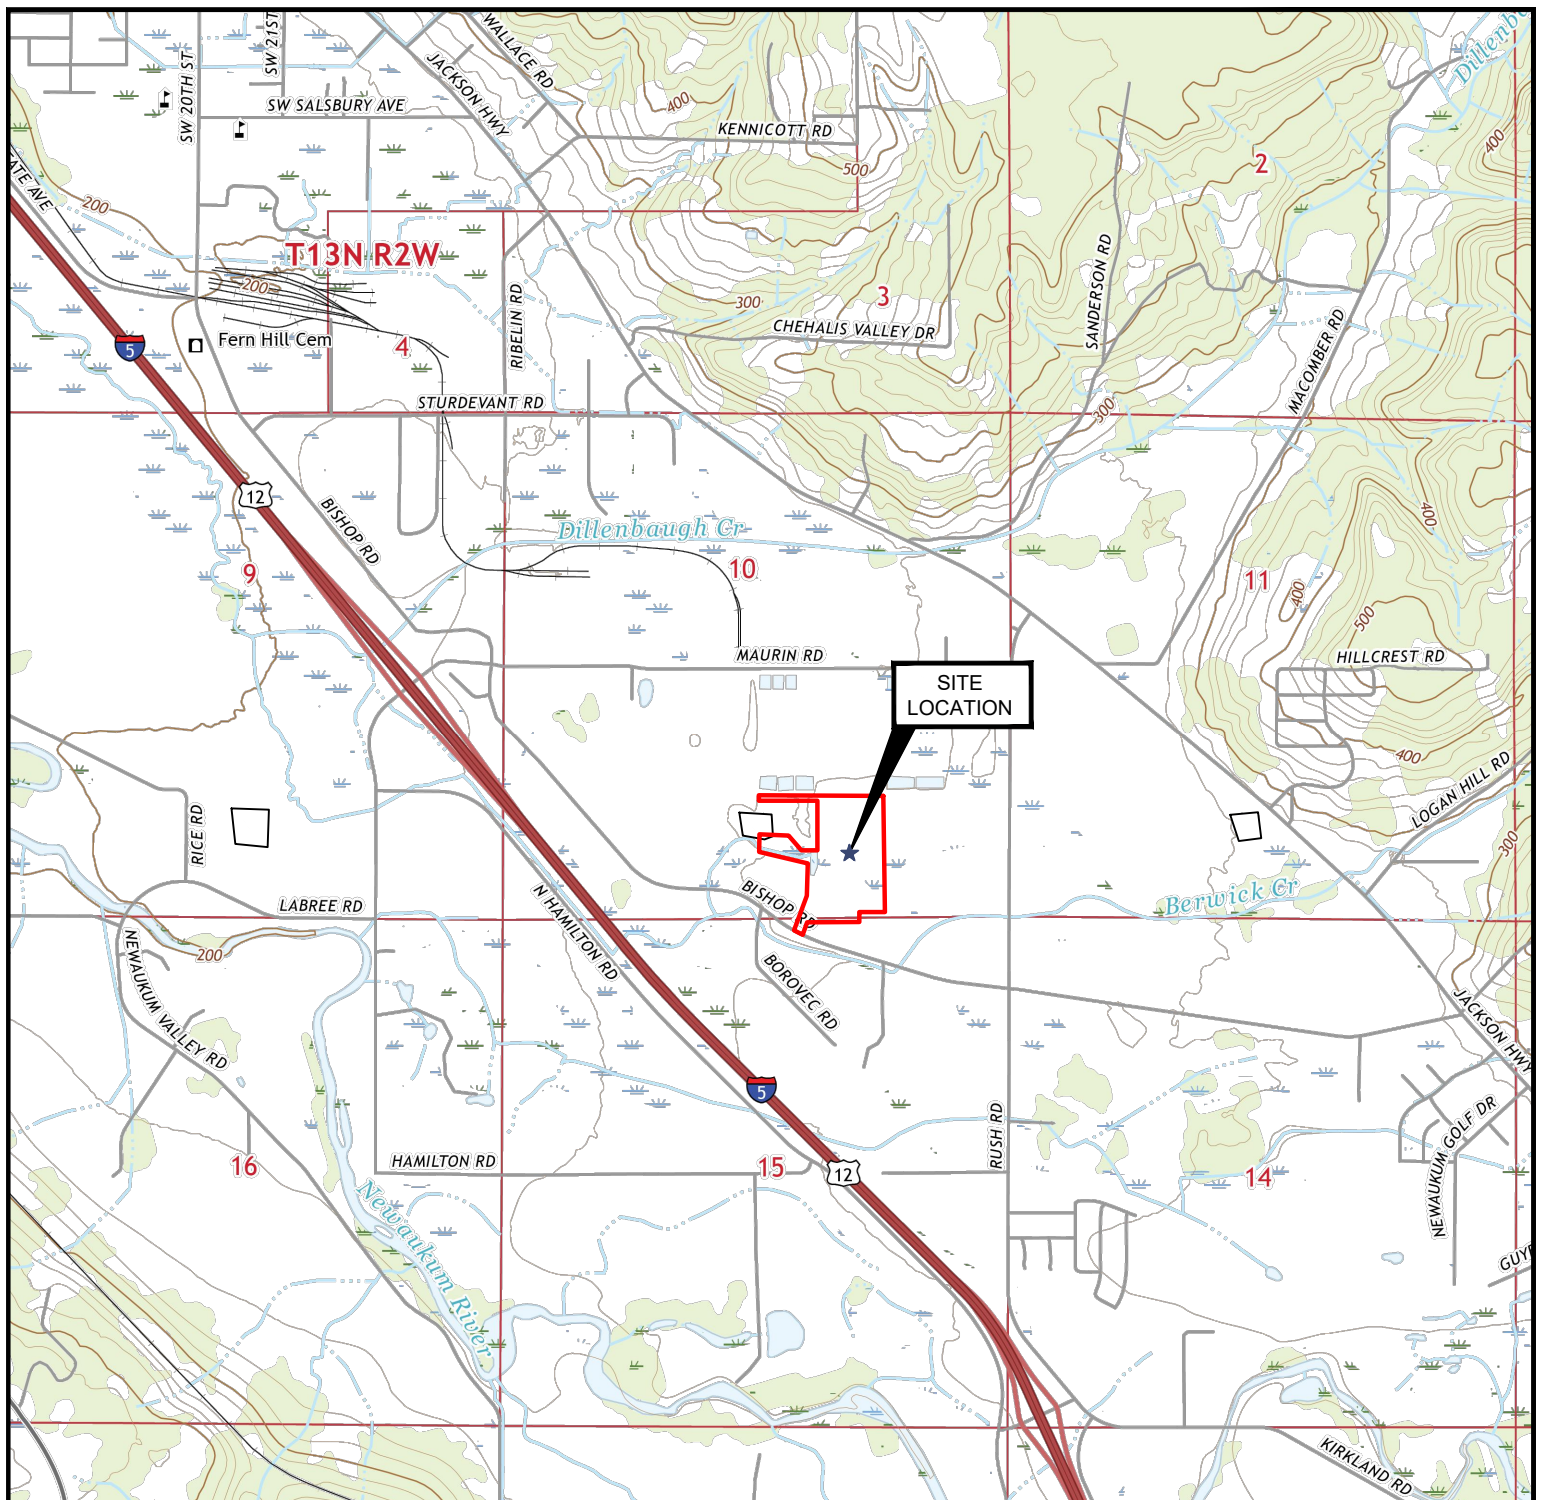 WALLACE RD
SW 21ST
JACKSON HWY
SW 20TH ST
SW SALSBURY AVE
400
KENNICOTT RD
500
2
400
200
T13N R2W
200
300
3
CHEHALIS VALLEY DR
SANDERSON RD
RIBELIN RD
MACOMBER RD
Fern Hill Cem
4
5
STURDEVANT RD
300
12
BISHOP RD
Dillenbaugh Cr
400
9
10
11
400
500
MAURIN RD
HILLCREST RD
SITE
LOCATION
400
LOGAN HILL RD
RICE RD
300
LABREE RD
N HAMILTON RD
BISHOP RD
Berwick Cr
200
NEWAUKUM VALLEY RD
BOROVEC RD
JACKSON HWY
5
RUSH RD
NEWAUKUM GOLF DR
16
HAMILTON RD
15
12
14
Newaukum River
KIRKLAND RD